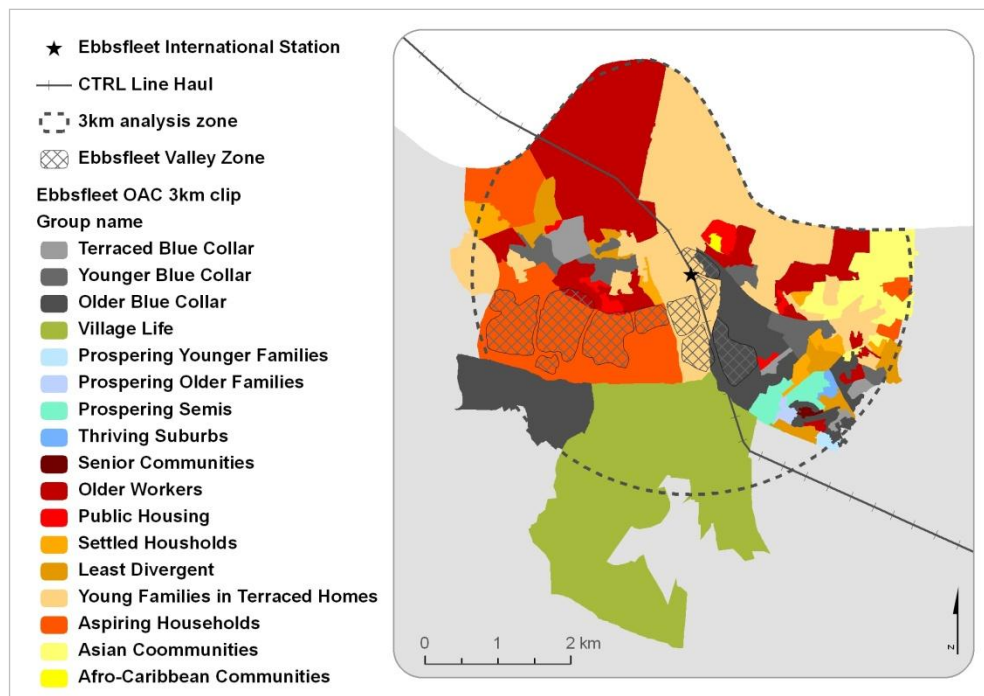 Ebbsfleet International Station
CTRL Line Haul
3km analysis zone
Ebbsfleet Valley Zone
Ebbsfleet OAC 3km clip
Group name
Terraced Blue Collar
Younger Blue Collar
Older Blue Collar
Village Life
Prospering Younger Families
Prospering Older Families
Prospering Semis
Thriving Suburbs
Senior Communities
Older Workers
Public Housing
Settled Housholds
Least Divergent
Young Families in Terraced Homes
Aspiring Households
Asian Coommunities
Afro-Caribbean Communities
0 1 2 km
z